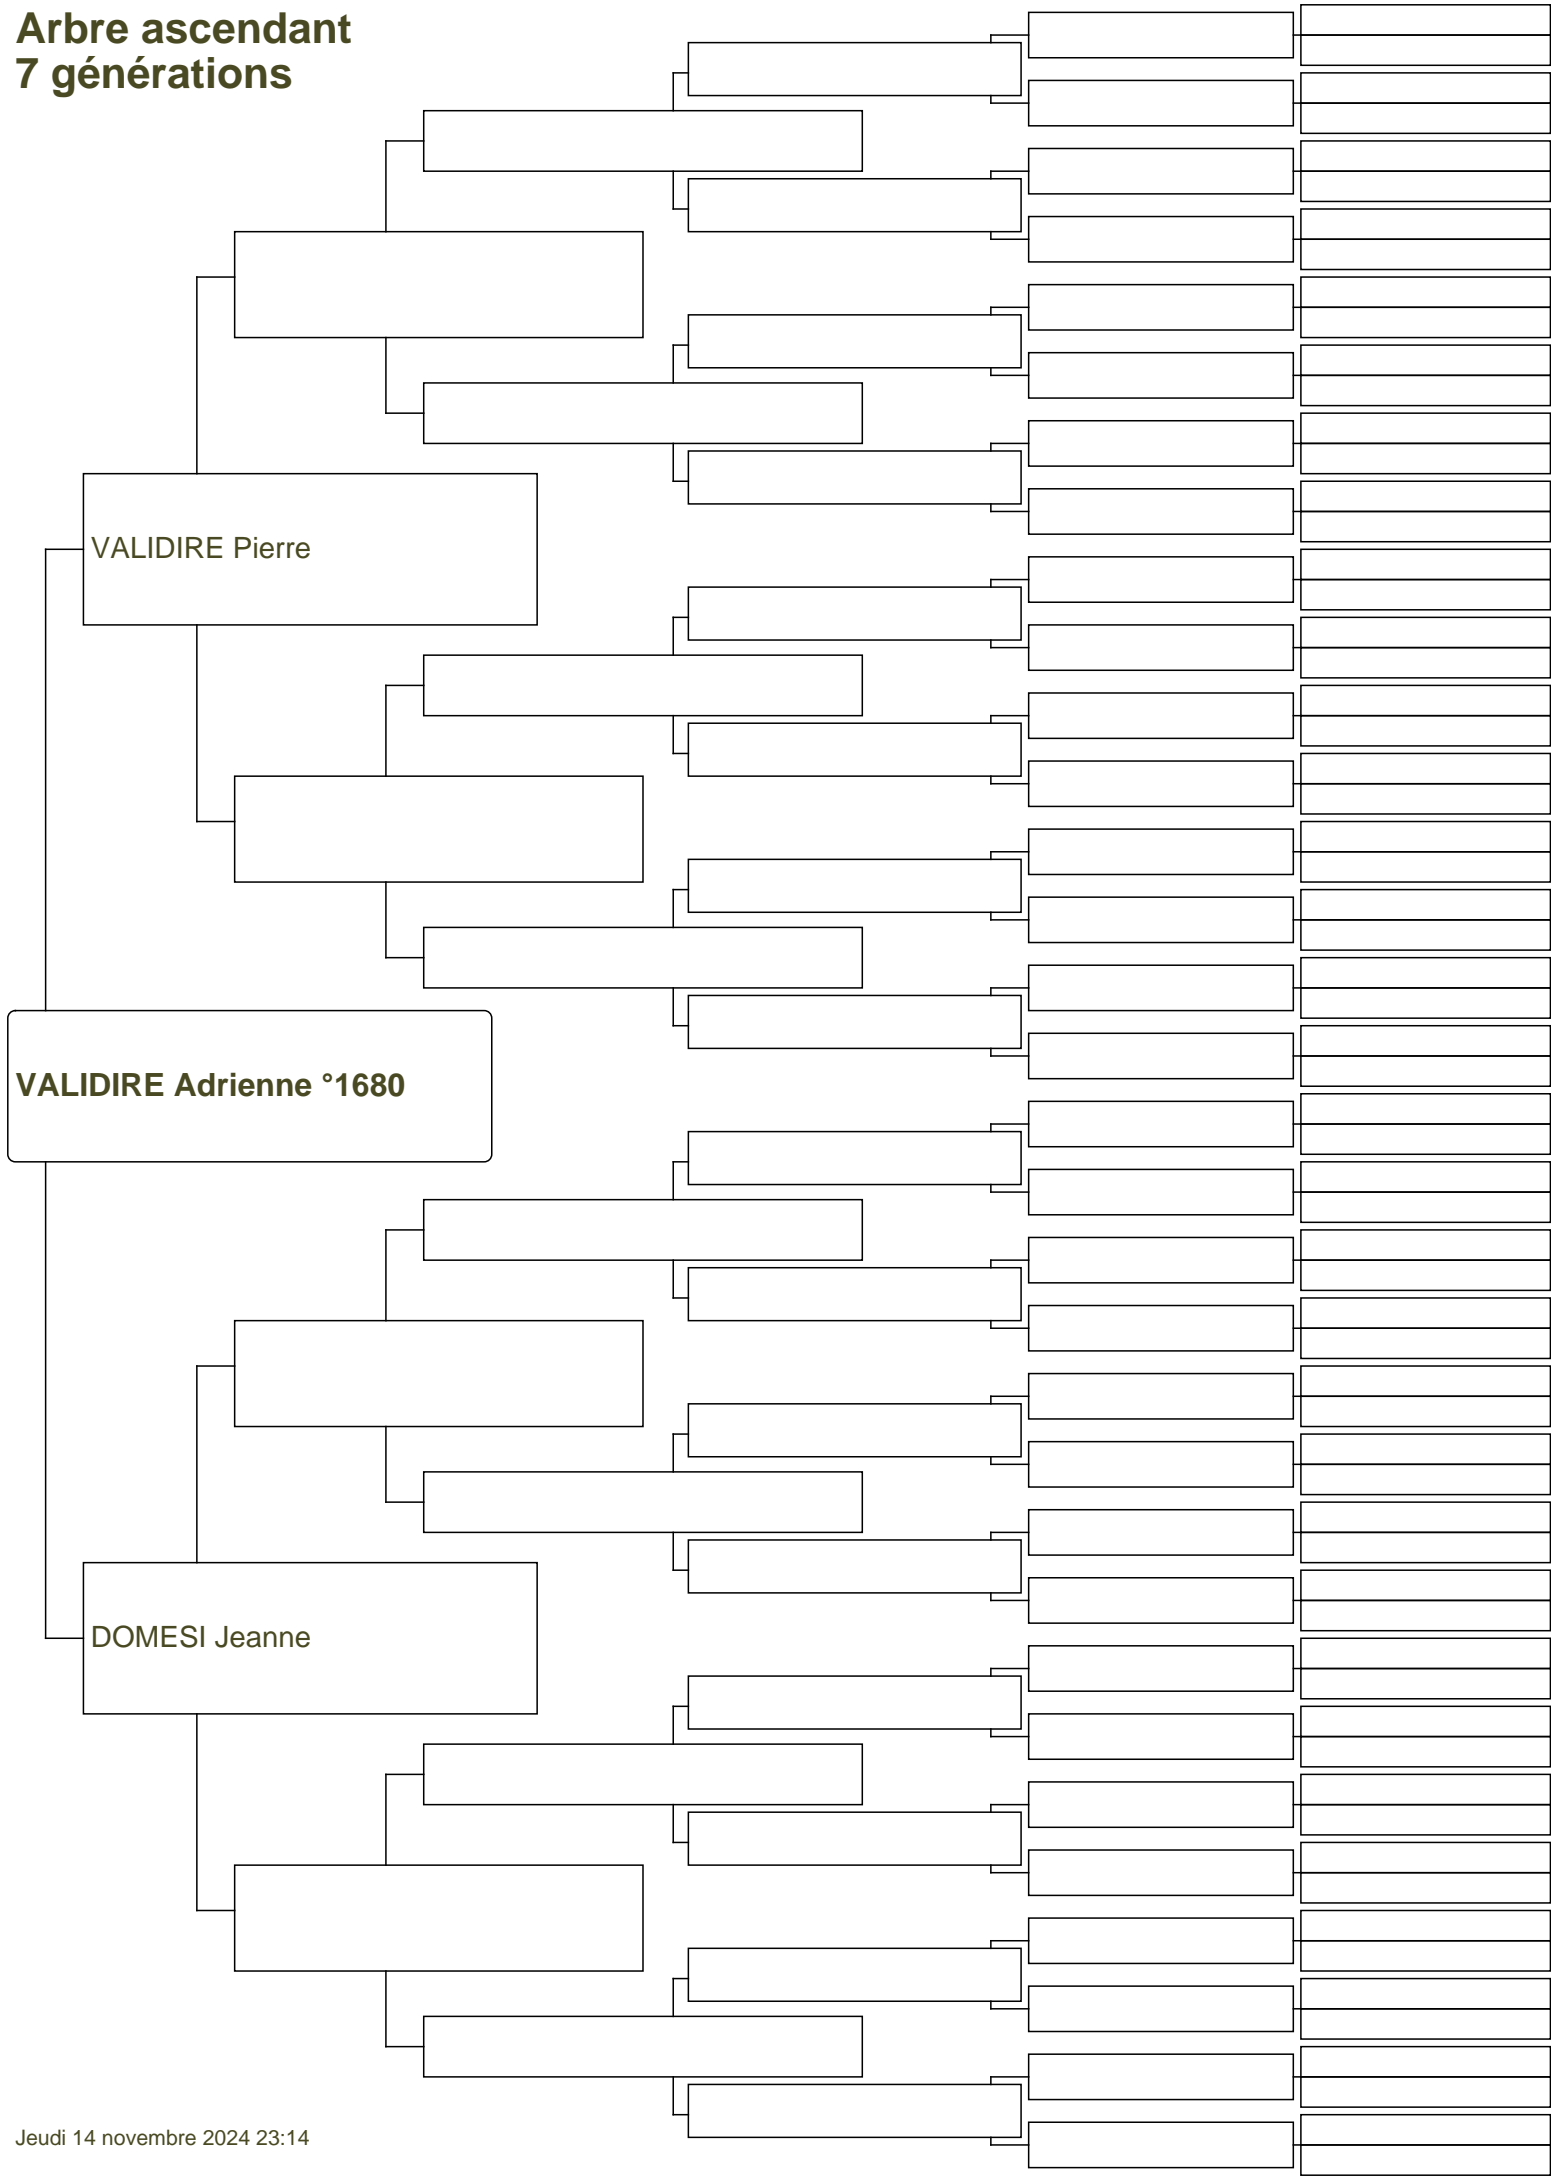 Arbre ascendant
7 générations
VALIDIRE Pierre
VALIDIRE Adrienne °1680
DOMESI Jeanne
Jeudi 14 novembre 2024 23:14